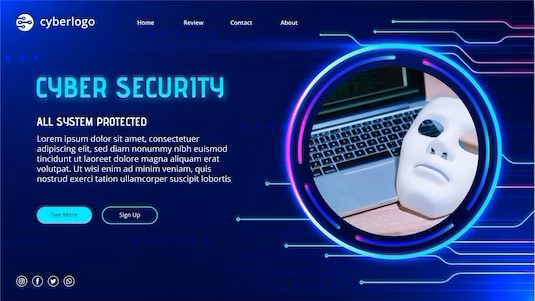 cyberlogo
Home Review Contact About
CYBER SECURITY
ALL SYSTEM PROTECTED
Lorem ipsum dolor sit amet, consectetuer
adipiscing elit, sed diam nonummy nibh euismod
tincidunt ut laoreet dolore magna aliquam erat
volutpat. Ut wisi enim ad minim veniam, quis
nostrud exerci tation ullamcorper suscipit lobortis
See More Sign Up